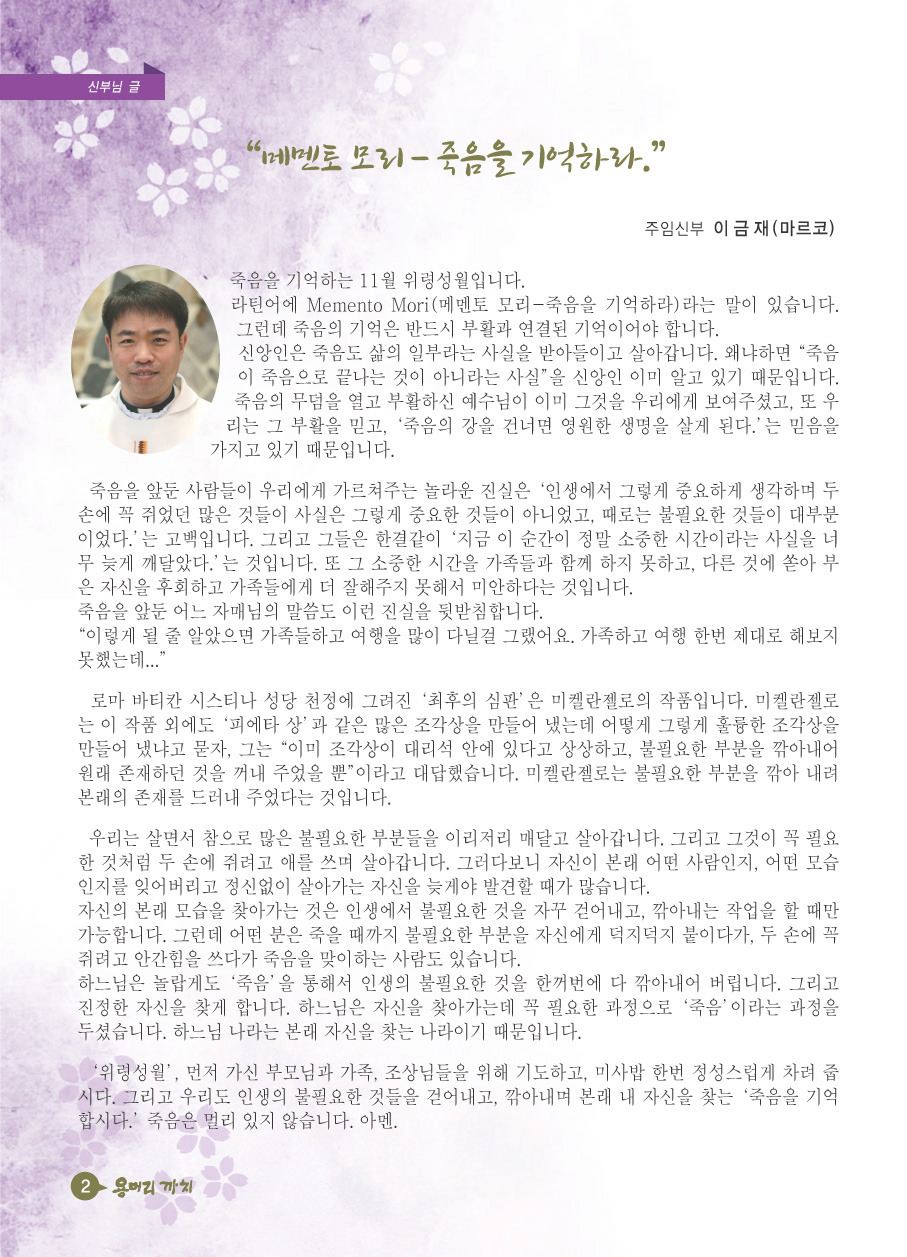 신부님 글
“메멘토 모리 – 죽음을 기억하라.”
주임신부 이 금 재(마르코)
죽음을 기억하는 11월 위령성월입니다.
라틴어에 Memento Mori(메멘토 모리–죽음을 기억하라)라는 말이 있습니다.
그런데 죽음의 기억은 반드시 부활과 연결된 기억이어야 합니다.
신앙인은 죽음도 삶의 일부라는 사실을 받아들이고 살아갑니다. 왜냐하면 “죽음
이 죽음으로 끝나는 것이 아니라는 사실”을 신앙인 이미 알고 있기 때문입니다.
죽음의 무덤을 열고 부활하신 예수님이 이미 그것을 우리에게 보여주셨고, 또 우
리는 그 부활을 믿고, ‘죽음의 강을 건너면 영원한 생명을 살게 된다.’는 믿음을
가지고 있기 때문입니다.
죽음을 앞둔 사람들이 우리에게 가르쳐주는 놀라운 진실은 ‘인생에서 그렇게 중요하게 생각하며 두
손에 꼭 쥐었던 많은 것들이 사실은 그렇게 중요한 것들이 아니었고, 때로는 불필요한 것들이 대부분
이었다.’는 고백입니다. 그리고 그들은 한결같이 ‘지금 이 순간이 정말 소중한 시간이라는 사실을 너
무 늦게 깨달았다.’는 것입니다. 또 그 소중한 시간을 가족들과 함께 하지 못하고, 다른 것에 쏟아 부
은 자신을 후회하고 가족들에게 더 잘해주지 못해서 미안하다는 것입니다.
죽음을 앞둔 어느 자매님의 말씀도 이런 진실을 뒷받침합니다.
“이렇게 될 줄 알았으면 가족들하고 여행을 많이 다닐걸 그랬어요. 가족하고 여행 한번 제대로 해보지
못했는데...”
로마 바티칸 시스티나 성당 천정에 그려진 ‘최후의 심판’은 미켈란젤로의 작품입니다. 미켈란젤로
는 이 작품 외에도 ‘피에타 상’과 같은 많은 조각상을 만들어 냈는데 어떻게 그렇게 훌륭한 조각상을
만들어 냈냐고 묻자, 그는 “이미 조각상이 대리석 안에 있다고 상상하고, 불필요한 부분을 깎아내어
원래 존재하던 것을 꺼내 주었을 뿐”이라고 대답했습니다. 미켈란젤로는 불필요한 부분을 깎아 내려
본래의 존재를 드러내 주었다는 것입니다.
우리는 살면서 참으로 많은 불필요한 부분들을 이리저리 매달고 살아갑니다. 그리고 그것이 꼭 필요
한 것처럼 두 손에 쥐려고 애를 쓰며 살아갑니다. 그러다보니 자신이 본래 어떤 사람인지, 어떤 모습
인지를 잊어버리고 정신없이 살아가는 자신을 늦게야 발견할 때가 많습니다.
자신의 본래 모습을 찾아가는 것은 인생에서 불필요한 것을 자꾸 걷어내고, 깎아내는 작업을 할 때만
가능합니다. 그런데 어떤 분은 죽을 때까지 불필요한 부분을 자신에게 덕지덕지 붙이다가, 두 손에 꼭
쥐려고 안간힘을 쓰다가 죽음을 맞이하는 사람도 있습니다.
하느님은 놀랍게도 ‘죽음’을 통해서 인생의 불필요한 것을 한꺼번에 다 깎아내어 버립니다. 그리고
진정한 자신을 찾게 합니다. 하느님은 자신을 찾아가는데 꼭 필요한 과정으로 ‘죽음’이라는 과정을
두셨습니다. 하느님 나라는 본래 자신을 찾는 나라이기 때문입니다.
‘위령성월’, 먼저 가신 부모님과 가족, 조상님들을 위해 기도하고, 미사밥 한번 정성스럽게 차려 줍
시다. 그리고 우리도 인생의 불필요한 것들을 걷어내고, 깎아내며 본래 내 자신을 찾는 ‘죽음을 기억
합시다.’ 죽음은 멀리 있지 않습니다. 아멘.
2 용머리 까치